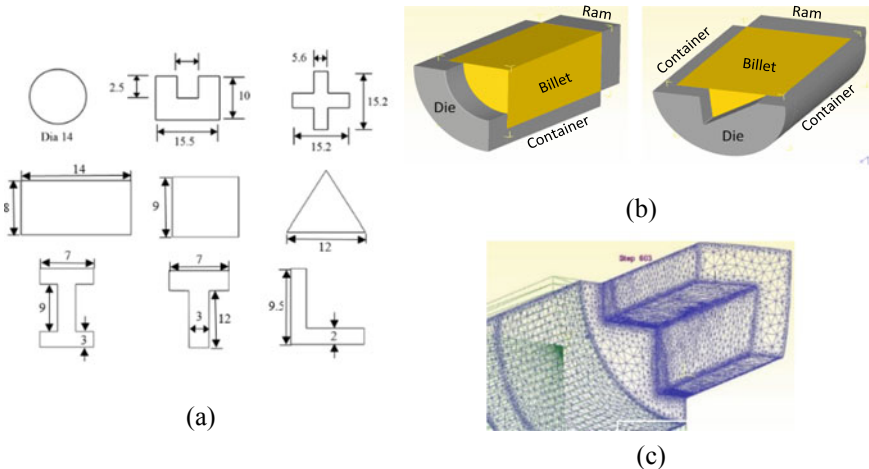 2.5
10
15.5
Dia 14
5.6
15.2
15.2
14
8
9
12
7
9
3
7
3
12
9.5
2
(a)
Ram
Die
Billet
Container
Ram
Container
Billet
Container
Die
(b)
Step 603
(c)